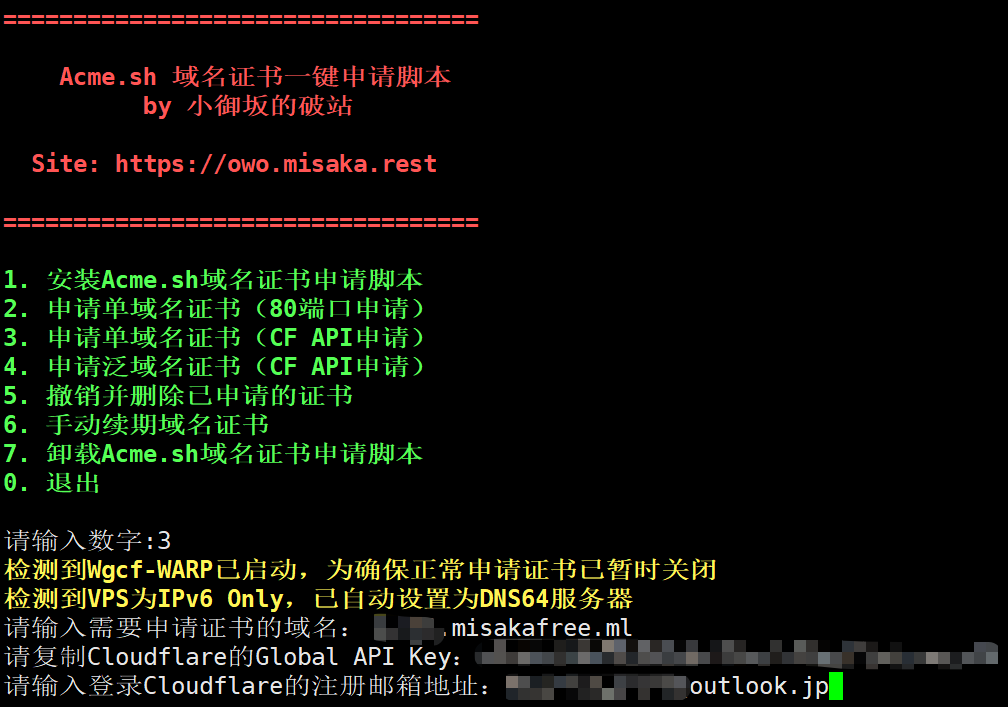 ==================================
Acme.sh 域名证书一键申请脚本
by 小御坂的破站
Site: https://owo.misaka.rest
==================================
1. 安装Acme.sh域名证书申请脚本
2. 申请单域名证书（80端口申请）
3. 申请单域名证书（CF API申请）
4. 申请泛域名证书（CF API申请）
5. 撤销并删除已申请的证书
6. 手动续期域名证书
7. 卸载Acme.sh域名证书申请脚本
0. 退出
请输入数字:3
检测到Wgcf-WARP已启动，为确保正常申请证书已暂时关闭
检测到VPS为IPv6 Only，已自动设置为DNS64服务器
请输入需要申请证书的域名： .misakafree.ml
请复制Cloudflare的Global API Key：
请输入登录Cloudflare的注册邮箱地址： outlook.jp